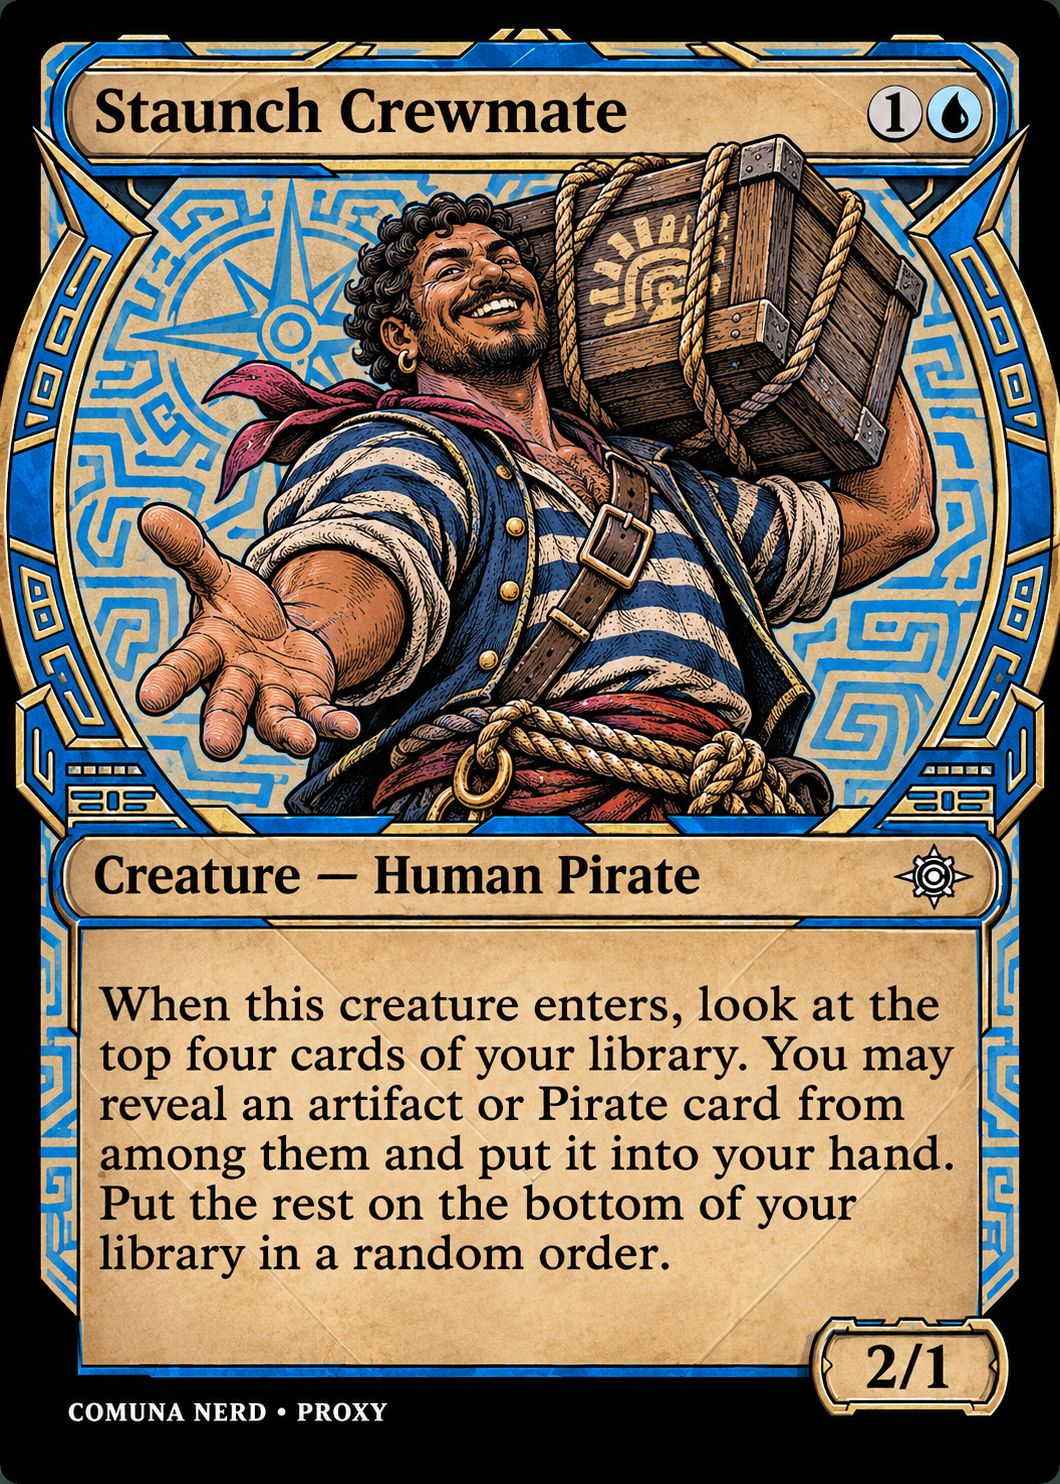 Staunch Crewmate 1
Creature — Human Pirate
When this creature enters, look at the
top four cards of your library. You may
reveal an artifact or Pirate card from
among them and put it into your hand.
Put the rest on the bottom of your
library in a random order.
2/1
COMUNA NERD • PROXY